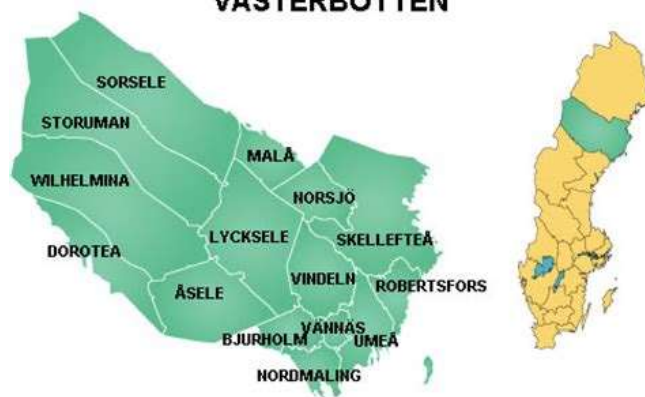 VÄSTERBOTTEN
SORSELE
STORUMAN
MALÅ
WILHELMINA
NORSJÖ
LYCKSELE
SKELLEFTEÅ
DOROTEA
VINDELN
ROBERTSFORS
ÅSELE
VÄNNÄS
BJURHOLM
UMEÅ
NORDMALING